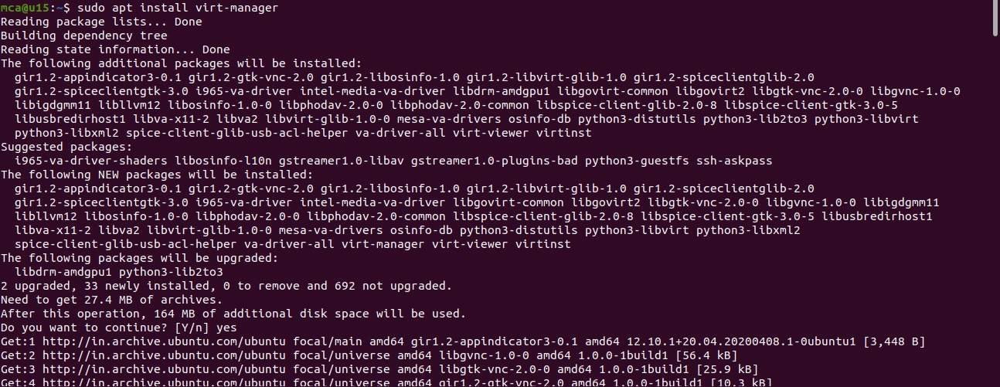 mca@u15:~$ sudo apt install virt-manager
Reading package lists... Done
Building dependency tree
Reading state information... Done
The following additional packages will be installed:
  gir1.2-appindicator3-0.1 gir1.2-gtk-vnc-2.0 gir1.2-libosinfo-1.0 gir1.2-libvirt-glib-1.0 gir1.2-spiceclientglib-2.0
  gir1.2-spiceclientgtk-3.0 i965-va-driver intel-media-va-driver libdrm-amdgpu1 libgovirt-common libgovirt2 libgtk-vnc-2.0-0 libgvnc-1.0-0
  libigdgmm11 libllvm12 libosinfo-1.0-0 libphodav-2.0-0 libphodav-2.0-common libspice-client-glib-2.0-8 libspice-client-gtk-3.0-5
  libusbredirhost1 libva-x11-2 libva2 libvirt-glib-1.0-0 mesa-va-drivers osinfo-db python3-distutils python3-lib2to3 python3-libvirt
  python3-libxml2 spice-client-glib-usb-acl-helper va-driver-all virt-viewer virtinst
Suggested packages:
  i965-va-driver-shaders libosinfo-l10n gstreamer1.0-libav gstreamer1.0-plugins-bad python3-guestfs ssh-askpass
The following NEW packages will be installed:
  gir1.2-appindicator3-0.1 gir1.2-gtk-vnc-2.0 gir1.2-libosinfo-1.0 gir1.2-libvirt-glib-1.0 gir1.2-spiceclientglib-2.0
  gir1.2-spiceclientgtk-3.0 i965-va-driver intel-media-va-driver libgovirt-common libgovirt2 libgtk-vnc-2.0-0 libgvnc-1.0-0 libigdgmm11
  libllvm12 libosinfo-1.0-0 libphodav-2.0-0 libphodav-2.0-common libspice-client-glib-2.0-8 libspice-client-gtk-3.0-5 libusbredirhost1
  libva-x11-2 libva2 libvirt-glib-1.0-0 mesa-va-drivers osinfo-db python3-distutils python3-libvirt python3-libxml2
  spice-client-glib-usb-acl-helper va-driver-all virt-manager virt-viewer virtinst
The following packages will be upgraded:
  libdrm-amdgpu1 python3-lib2to3
2 upgraded, 33 newly installed, 0 to remove and 692 not upgraded.
Need to get 27.4 MB of archives.
After this operation, 164 MB of additional disk space will be used.
Do you want to continue? [Y/n] yes
Get:1 http://in.archive.ubuntu.com/ubuntu focal/main amd64 gir1.2-appindicator3-0.1 amd64 12.10.1+20.04.20200408.1-0ubuntu1 [3,448 B]
Get:2 http://in.archive.ubuntu.com/ubuntu focal/universe amd64 libgvnc-1.0-0 amd64 1.0.0-1build1 [56.4 kB]
Get:3 http://in.archive.ubuntu.com/ubuntu focal/universe amd64 libgtk-vnc-2.0-0 amd64 1.0.0-1build1 [25.9 kB]
Get:4 http://in.archive.ubuntu.com/ubuntu focal/universe amd64 gir1.2-gtk-vnc-2.0 amd64 1.0.0-1build1 [10.3 kB]